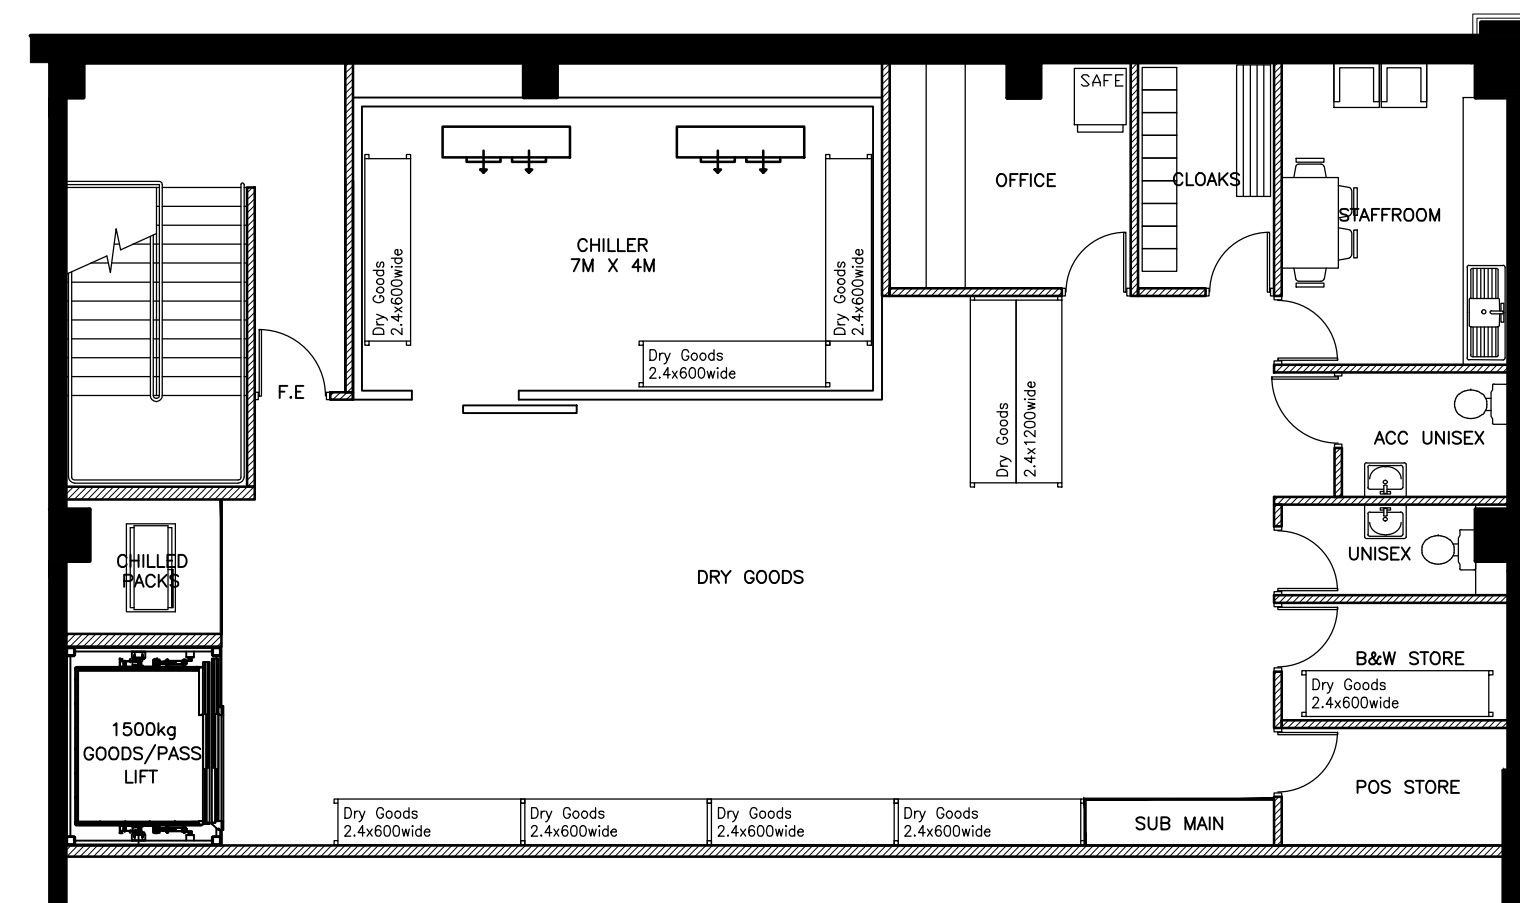 SAFE
OFFICE
CLOAKS
STAFFROOM
CHILLER
7M X 4M
Dry Goods
2.4x600wide
Dry Goods
2.4x600wide
Dry Goods
2.4x600wide
F.E
Dry Goods
2.4x1200wide
ACC UNISEX
UNISEX
CHILLED
PACKS
DRY GOODS
B&W STORE
Dry Goods
2.4x600wide
1500kg
GOODS/PASS
LIFT
POS STORE
Dry Goods
2.4x600wide
Dry Goods
2.4x600wide
Dry Goods
2.4x600wide
Dry Goods
2.4x600wide
SUB MAIN